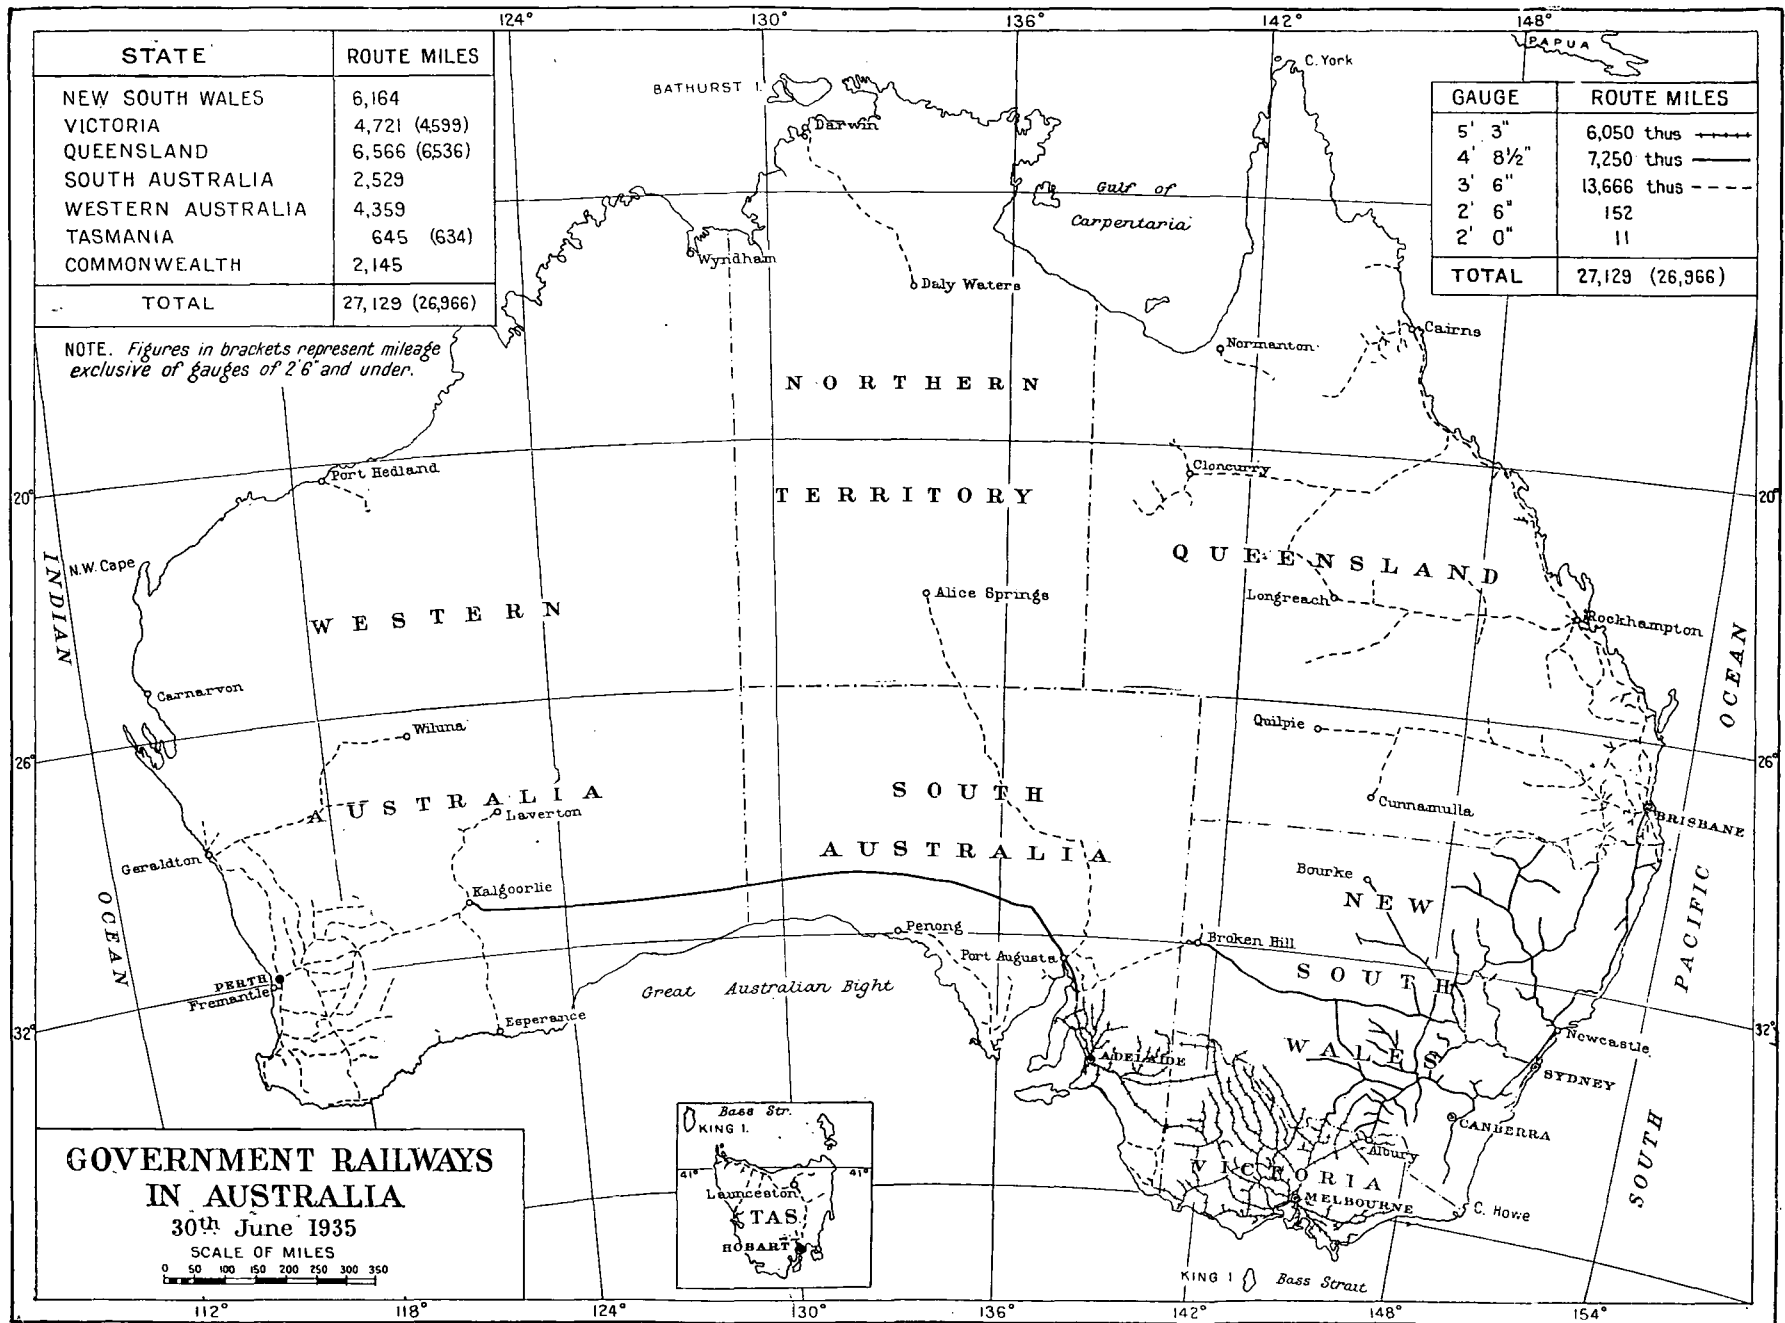 124° 130° 136° 142° 148°
STATE ROUTE MILES
NEW SOUTH WALES 6,164
VICTORIA 4,721 (4,599)
QUEENSLAND 6,566 (6,536)
SOUTH AUSTRALIA 2,529
WESTERN AUSTRALIA 4,359
TASMANIA 645 (634)
COMMONWEALTH 2,145
TOTAL 27,129 (26,966)
NOTE. Figures in brackets represent mileage
exclusive of gauges of 2'6" and under.
GAUGE ROUTE MILES
5' 3" 6,050 thus
4' 8½" 7,250 thus
3' 6" 13,666 thus
2' 6" 152
2' 0" 11
TOTAL 27,129 (26,966)
PAPUA
C. York
BATHURST I.
Darwin
Gulf of
Carpentaria
Wyndham
Daly Waters
Cairns
Normanton
NORTHERN
TERRITORY
Port Hedland
Cloncurry
20° 20°
INDIAN
OCEAN
N.W. Cape
QUEENSLAND
Alice Springs
Longreach
Rockhampton
WESTERN
AUSTRALIA
Carnarvon
Wiluna
Quilpie
26° 26°
SOUTH
AUSTRALIA
Laverton
Cunnamulla
BRISBANE
Geraldton
Kalgoorlie
Bourke
NEW
SOUTH
WALES
Penong
Port Augusta
Broken Hill
PERTH
Fremantle
Great Australian Bight
Esperance
32° 32°
Newcastle
SYDNEY
ADELAIDE
CANBERRA
Albury
VICTORIA
MELBOURNE
C. Howe
SOUTH
PACIFIC
OCEAN
KING I Bass Strait
Bass Str.
KING I.
41° 41°
Launceston
TAS.
HOBART
GOVERNMENT RAILWAYS
IN AUSTRALIA
30th June 1935
SCALE OF MILES
0 50 100 150 200 250 300 350
112° 118° 124° 130° 136° 142° 148° 154°